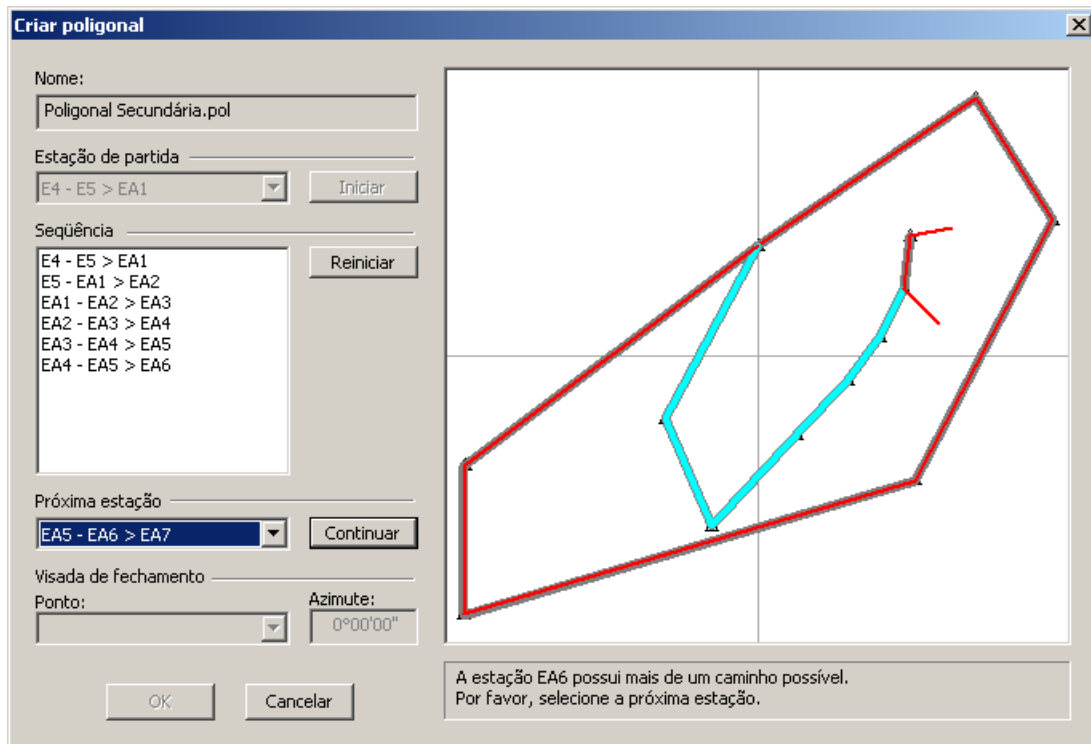 Criar poligonal
Nome:
Poligonal Secundária.pol
Estação de partida
E4 - E5 > EA1
Iniciar
Seqüência
E4 - E5 > EA1
E5 - EA1 > EA2
EA1 - EA2 > EA3
EA2 - EA3 > EA4
EA3 - EA4 > EA5
EA4 - EA5 > EA6
Reiniciar
Próxima estação
EA5 - EA6 > EA7
Continuar
Visada de fechamento
Ponto:
Azimute:
0°00'00"
OK
Cancelar
A estação EA6 possui mais de um caminho possível.
Por favor, selecione a próxima estação.